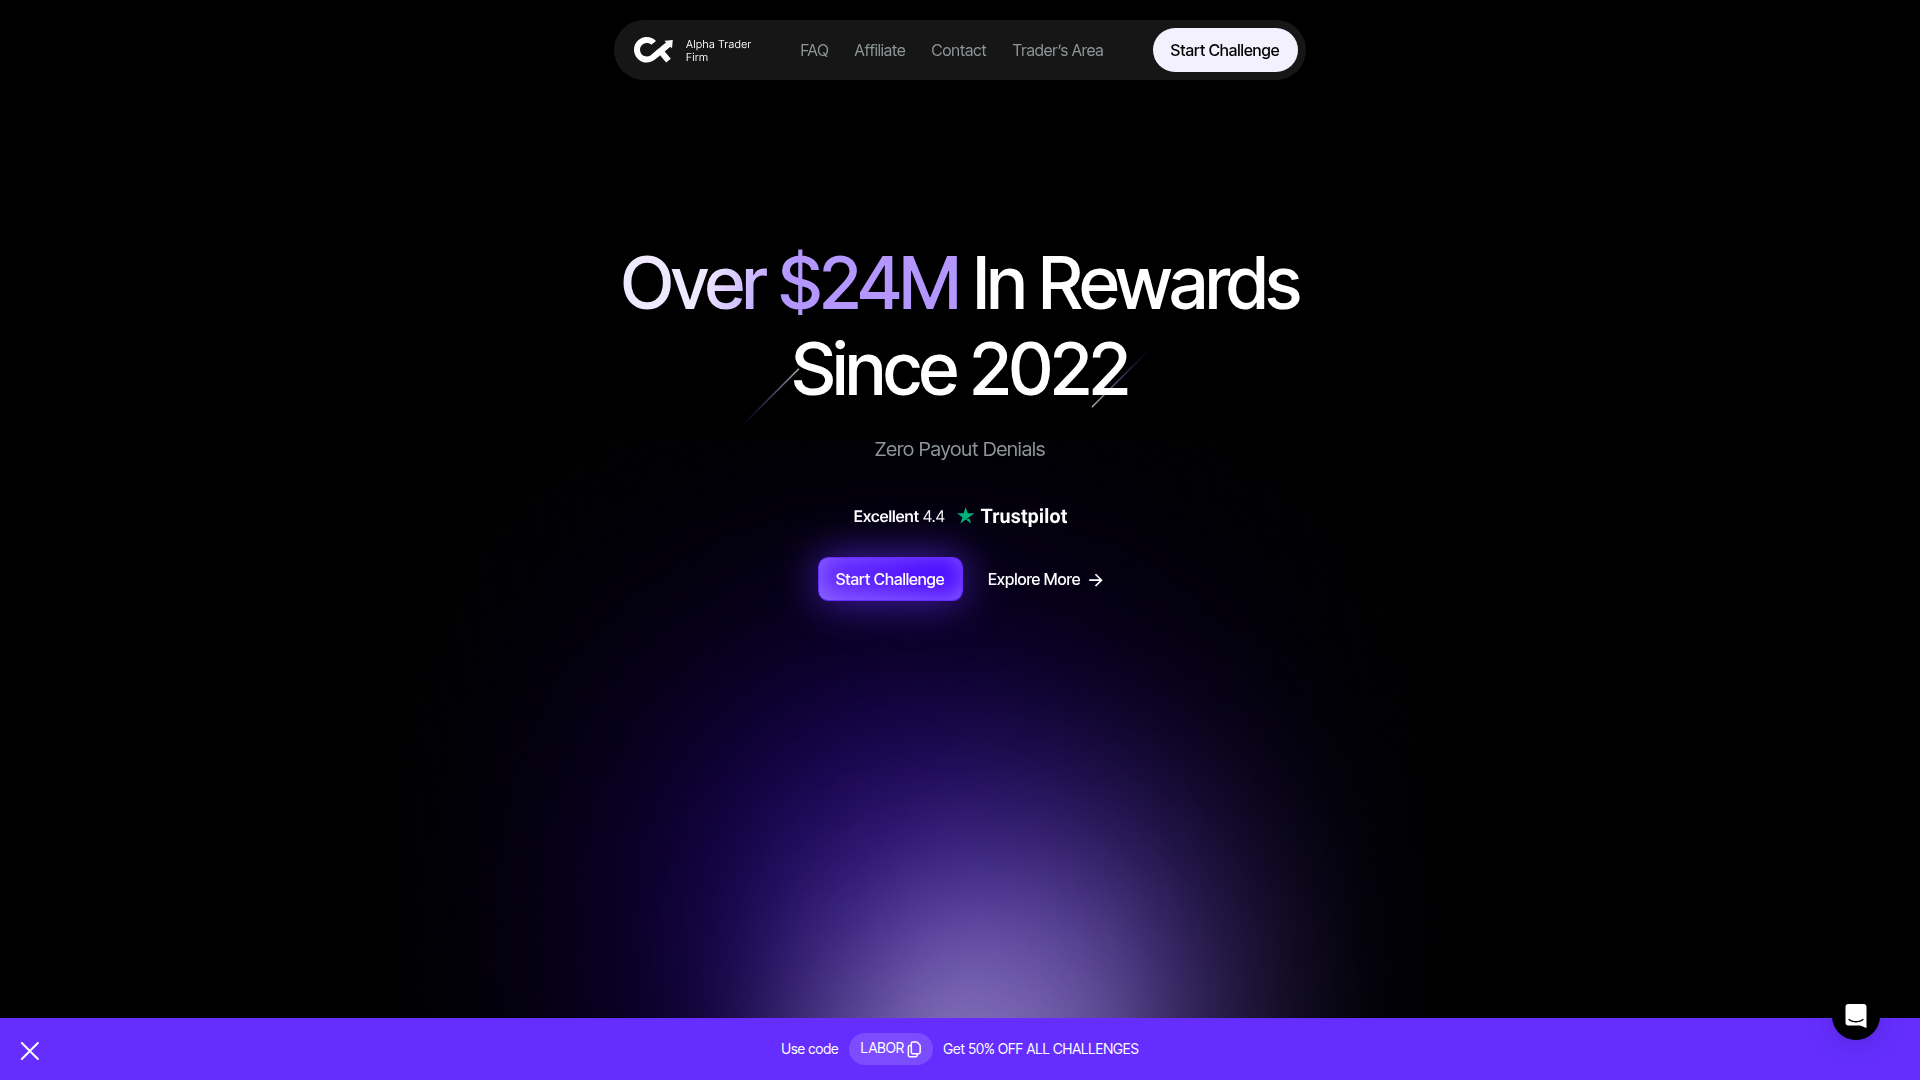 Alpha Trader
Firm
FAQ
Affiliate
Contact
Trader's Area
Start Challenge
Over $24M In Rewards
Since 2022
Zero Payout Denials
Excellent 4.4 Trustpilot
Start Challenge
Explore More
Use code LABOR Get 50% OFF ALL CHALLENGES